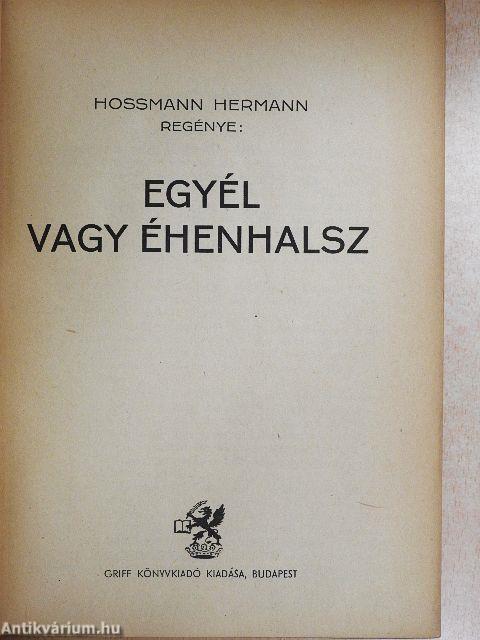 HOSSMANN HERMANN
REGÉNYE:
EGYÉL
VAGY ÉHENHALSZ
GRIFF KÖNYVKIADÓ KIADÁSA, BUDAPEST
Antikvárium.hu